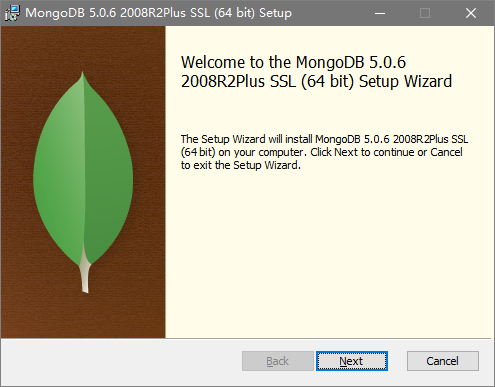 MongoDB 5.0.6 2008R2Plus SSL (64 bit) Setup
Welcome to the MongoDB 5.0.6
2008R2Plus SSL (64 bit) Setup Wizard
The Setup Wizard will install MongoDB 5.0.6 2008R2Plus SSL
(64 bit) on your computer. Click Next to continue or Cancel
to exit the Setup Wizard.
Back
Next
Cancel